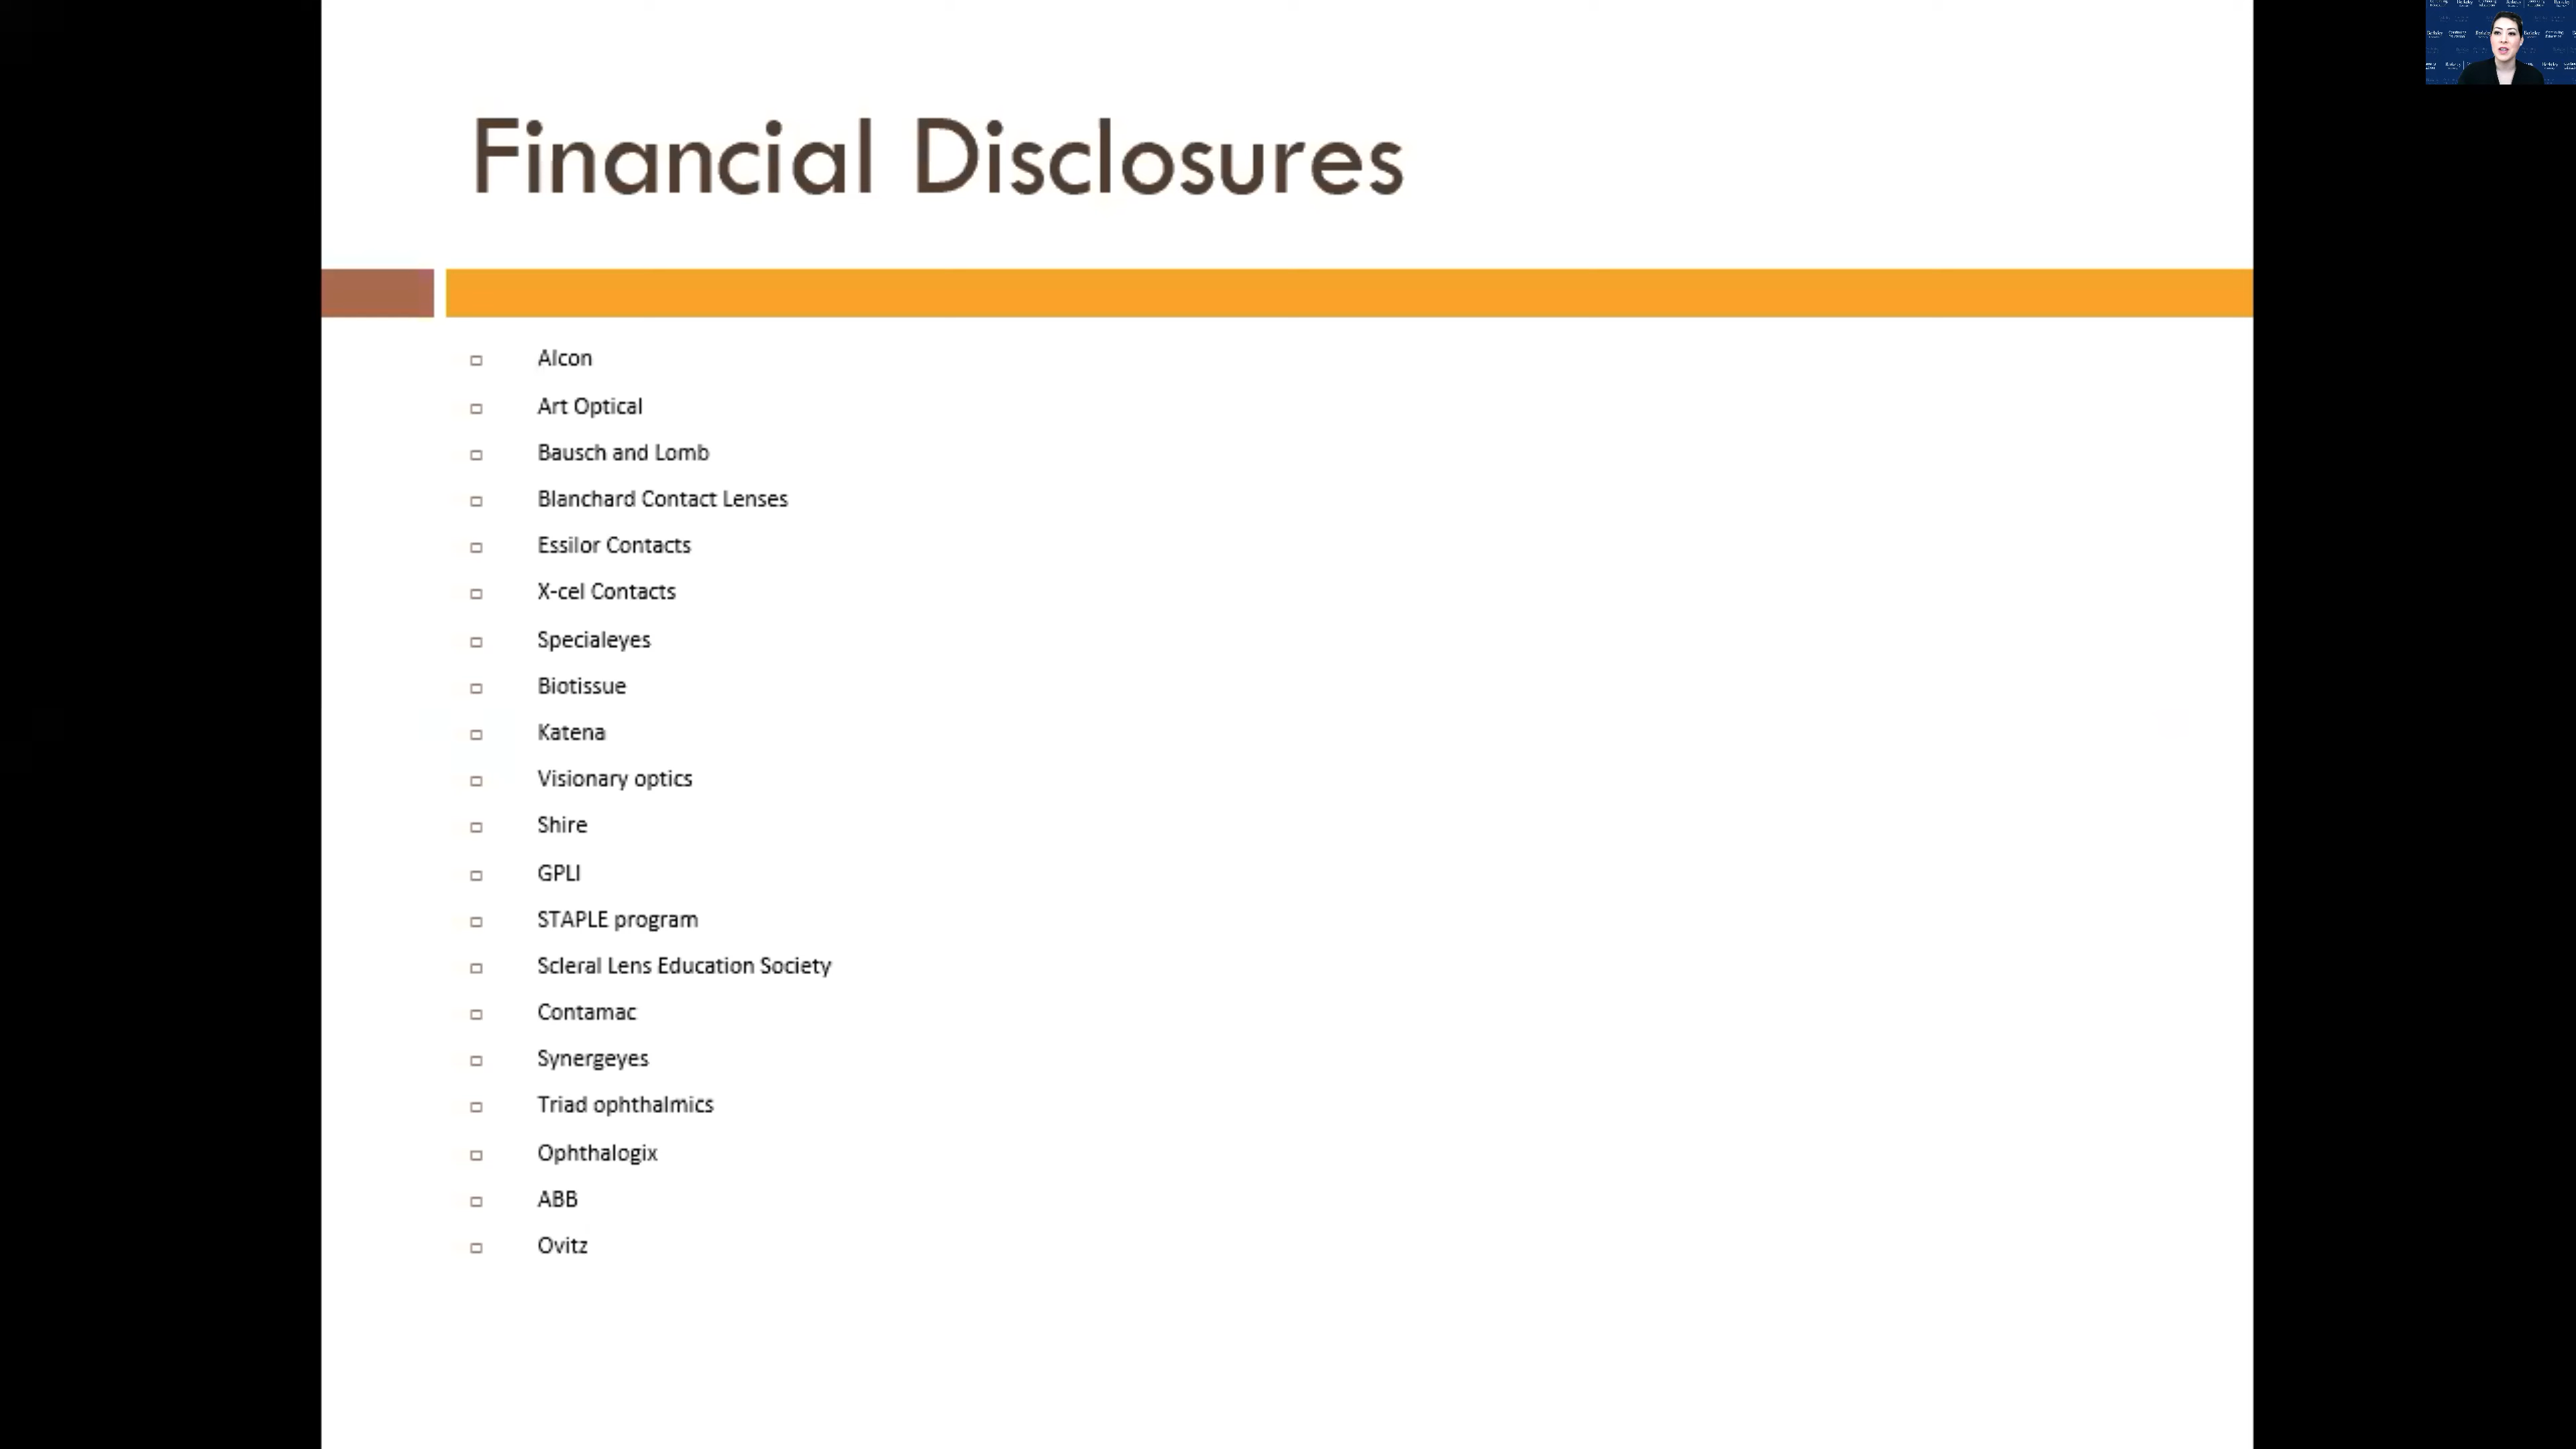 Financial Disclosures
Alcon
Art Optical
Bausch and Lomb
Blanchard Contact Lenses
Essilor Contacts
X-cel Contacts
Specialeyes
Biotissue
Katena
Visionary optics
Shire
GPLI
STAPLE program
Scleral Lens Education Society
Contamac
Synergeyes
Triad ophthalmics
Ophthalogix
ABB
Ovitz